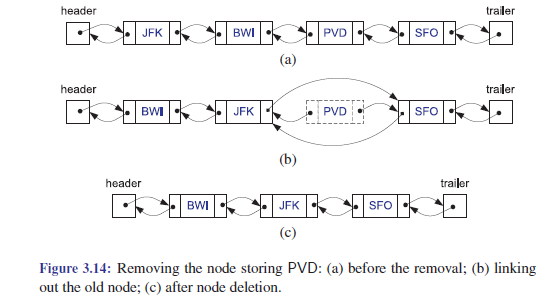 header trailer
JFK BWI PVD SFO
(a)
header trailer
BWI JFK PVD SFO
(b)
header trailer
BWI JFK SFO
(c)
Figure 3.14: Removing the node storing PVD: (a) before the removal; (b) linking
out the old node; (c) after node deletion.